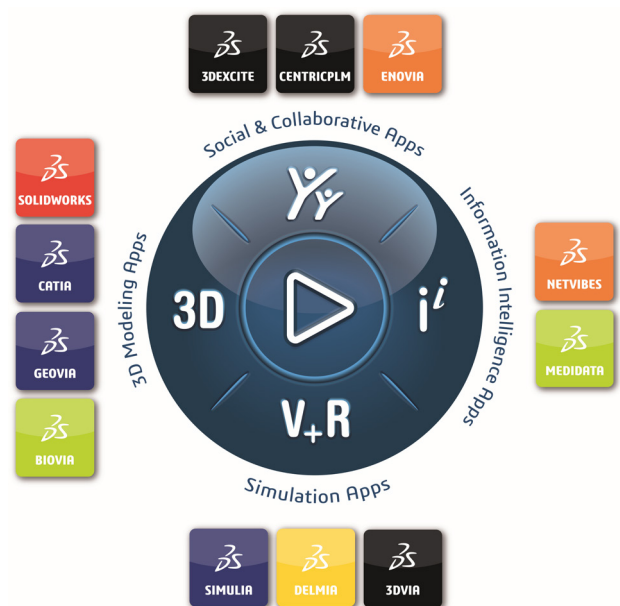 3DEXCITE
CENTRICPLM
ENOVIA
Social & Collaborative Apps
SOLIDWORKS
CATIA
GEOVIA
BIOVIA
3D Modeling Apps
3D
i i
V+R
Information Intelligence Apps
NETVIBES
MEDIDATA
Simulation Apps
SIMULIA
DELMIA
3DVIA